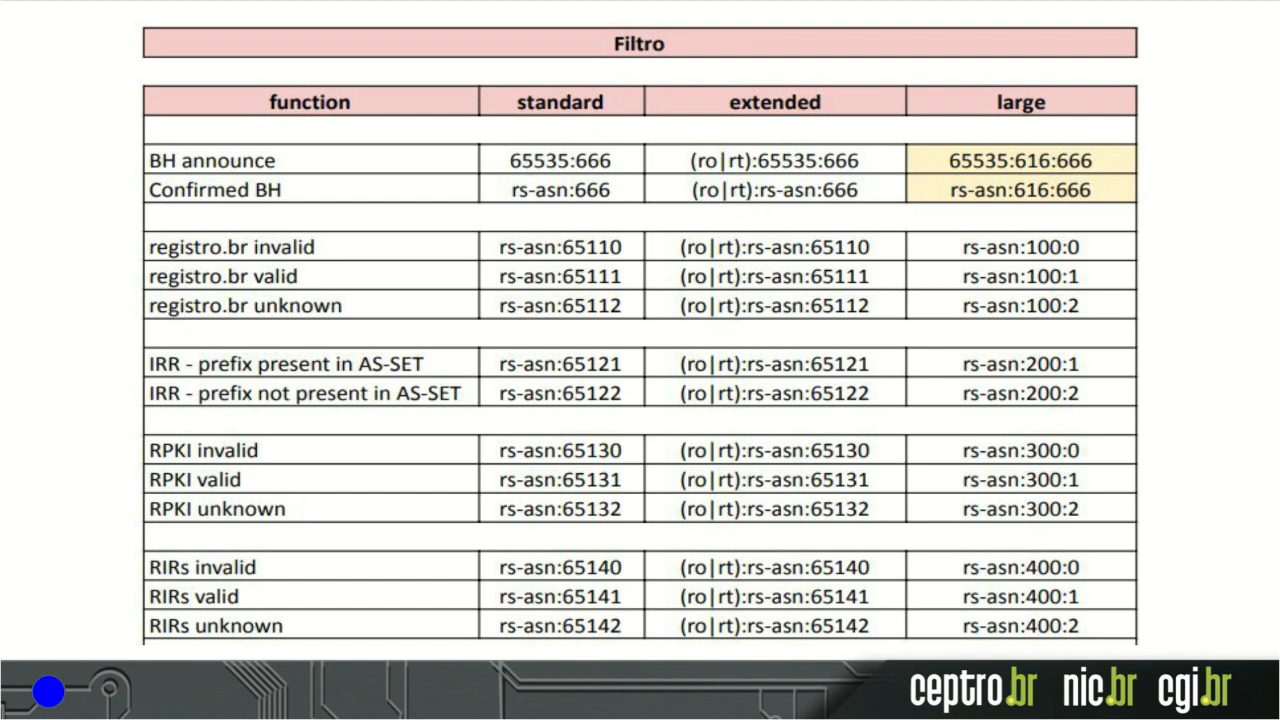 Filtro
function standard extended large
BH announce 65535:666 (ro|rt):65535:666 65535:616:666
Confirmed BH rs-asn:666 (ro|rt):rs-asn:666 rs-asn:616:666
registro.br invalid rs-asn:65110 (ro|rt):rs-asn:65110 rs-asn:100:0
registro.br valid rs-asn:65111 (ro|rt):rs-asn:65111 rs-asn:100:1
registro.br unknown rs-asn:65112 (ro|rt):rs-asn:65112 rs-asn:100:2
IRR - prefix present in AS-SET rs-asn:65121 (ro|rt):rs-asn:65121 rs-asn:200:1
IRR - prefix not present in AS-SET rs-asn:65122 (ro|rt):rs-asn:65122 rs-asn:200:2
RPKI invalid rs-asn:65130 (ro|rt):rs-asn:65130 rs-asn:300:0
RPKI valid rs-asn:65131 (ro|rt):rs-asn:65131 rs-asn:300:1
RPKI unknown rs-asn:65132 (ro|rt):rs-asn:65132 rs-asn:300:2
RIRs invalid rs-asn:65140 (ro|rt):rs-asn:65140 rs-asn:400:0
RIRs valid rs-asn:65141 (ro|rt):rs-asn:65141 rs-asn:400:1
RIRs unknown rs-asn:65142 (ro|rt):rs-asn:65142 rs-asn:400:2
ceptro.br nic.br cgi.br